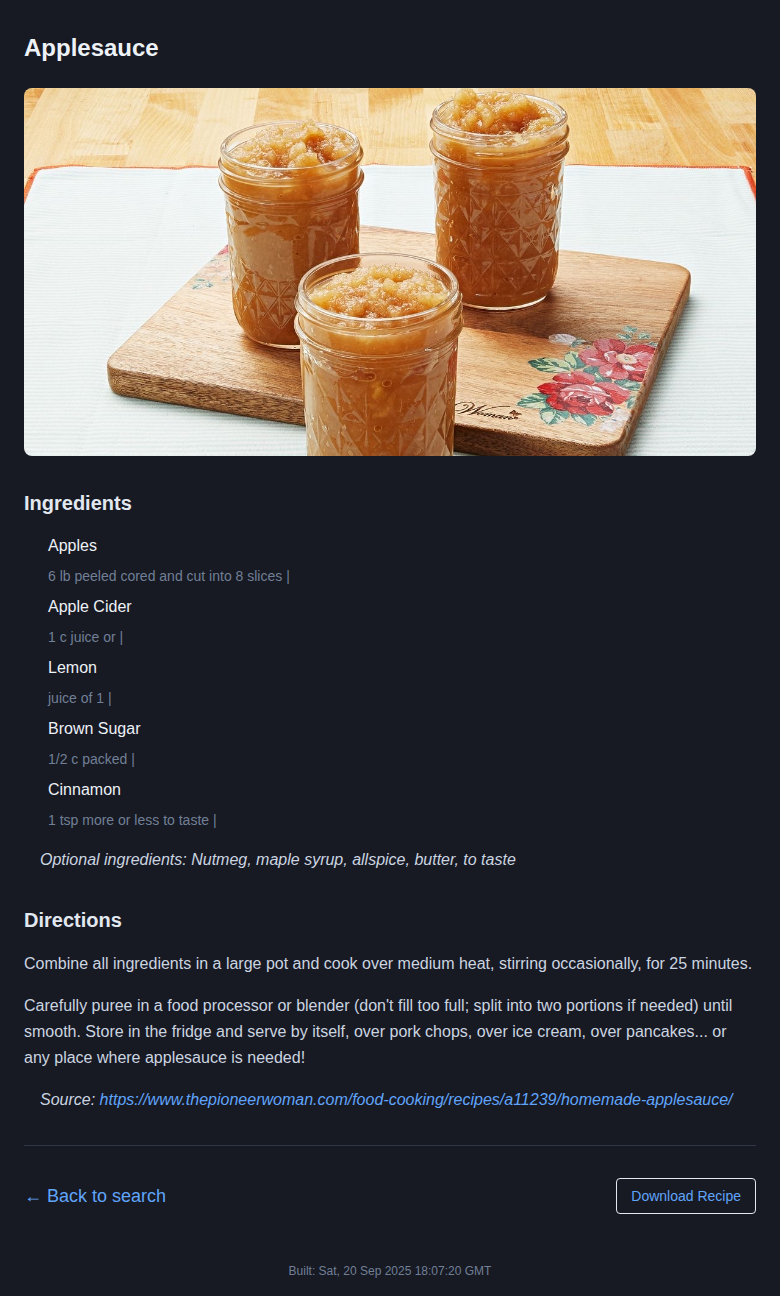 Applesauce
Woman
Ingredients
Apples
6 lb peeled cored and cut into 8 slices |
Apple Cider
1 c juice or |
Lemon
juice of 1 |
Brown Sugar
1/2 c packed |
Cinnamon
1 tsp more or less to taste |
Optional ingredients: Nutmeg, maple syrup, allspice, butter, to taste
Directions
Combine all ingredients in a large pot and cook over medium heat, stirring occasionally, for 25 minutes.
Carefully puree in a food processor or blender (don't fill too full; split into two portions if needed) until
smooth. Store in the fridge and serve by itself, over pork chops, over ice cream, over pancakes... or
any place where applesauce is needed!
Source: https://www.thepioneerwoman.com/food-cooking/recipes/a11239/homemade-applesauce/
← Back to search
Download Recipe
Built: Sat, 20 Sep 2025 18:07:20 GMT